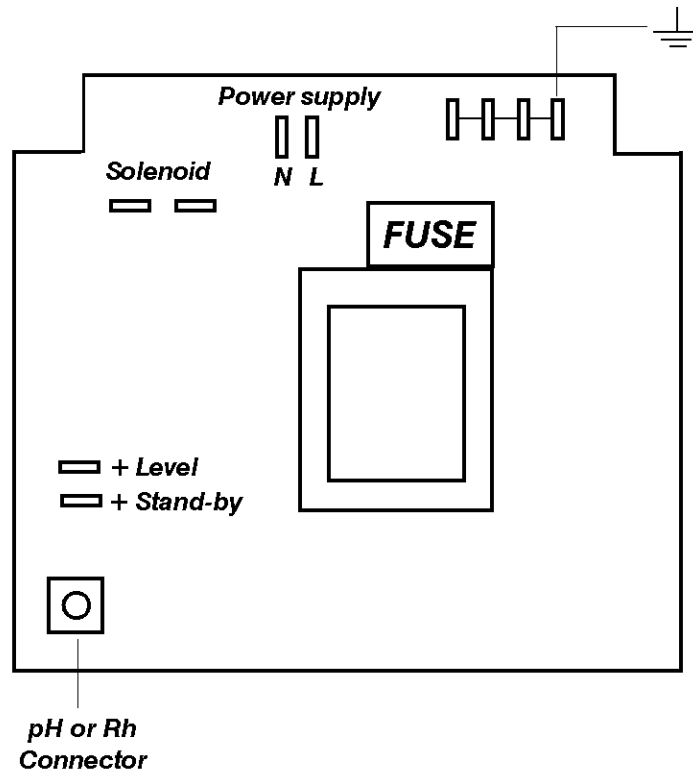 Power supply
N L
Solenoid
FUSE
+ Level
+ Stand-by
pH or Rh
Connector